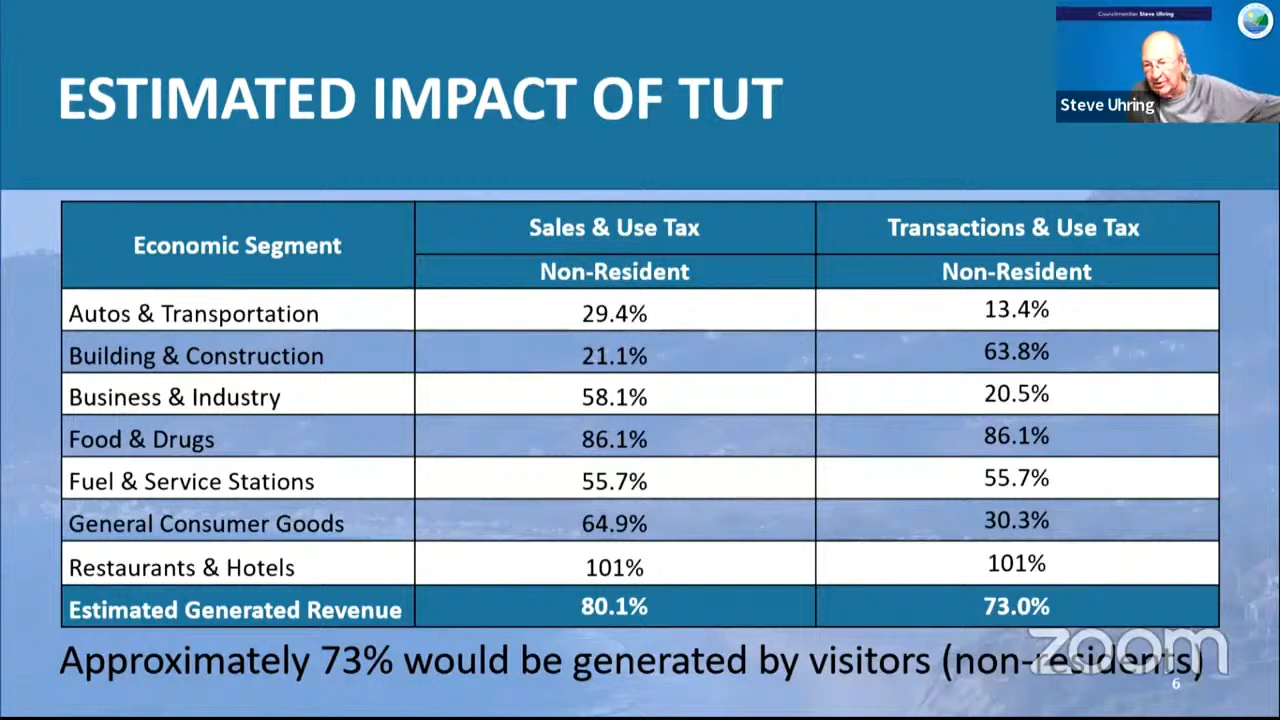 Councilmember Steve Uhring
Steve Uhring
ESTIMATED IMPACT OF TUT
Economic Segment Sales & Use Tax Transactions & Use Tax
Non-Resident Non-Resident
Autos & Transportation 29.4% 13.4%
Building & Construction 21.1% 63.8%
Business & Industry 58.1% 20.5%
Food & Drugs 86.1% 86.1%
Fuel & Service Stations 55.7% 55.7%
General Consumer Goods 64.9% 30.3%
Restaurants & Hotels 101% 101%
Estimated Generated Revenue 80.1% 73.0%
Approximately 73% would be generated by visitors (non-residents)
zoom
6